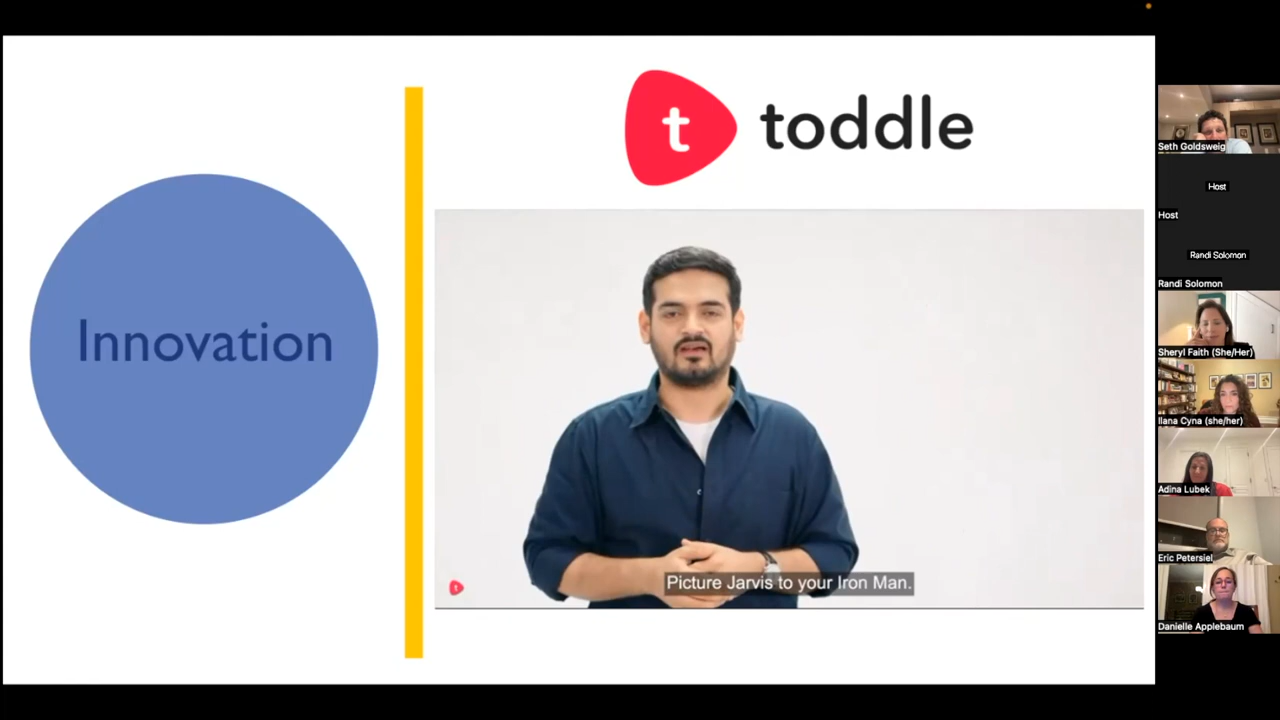 t toddle
Innovation
Picture Jarvis to your Iron Man.
t
Seth Goldsweig
Host
Host
Randi Solomon
Randi Solomon
Sheryl Faith (She/Her)
Ilana Cyna (she/her)
Adina Lubek
Eric Petersiel
Danielle Applebaum